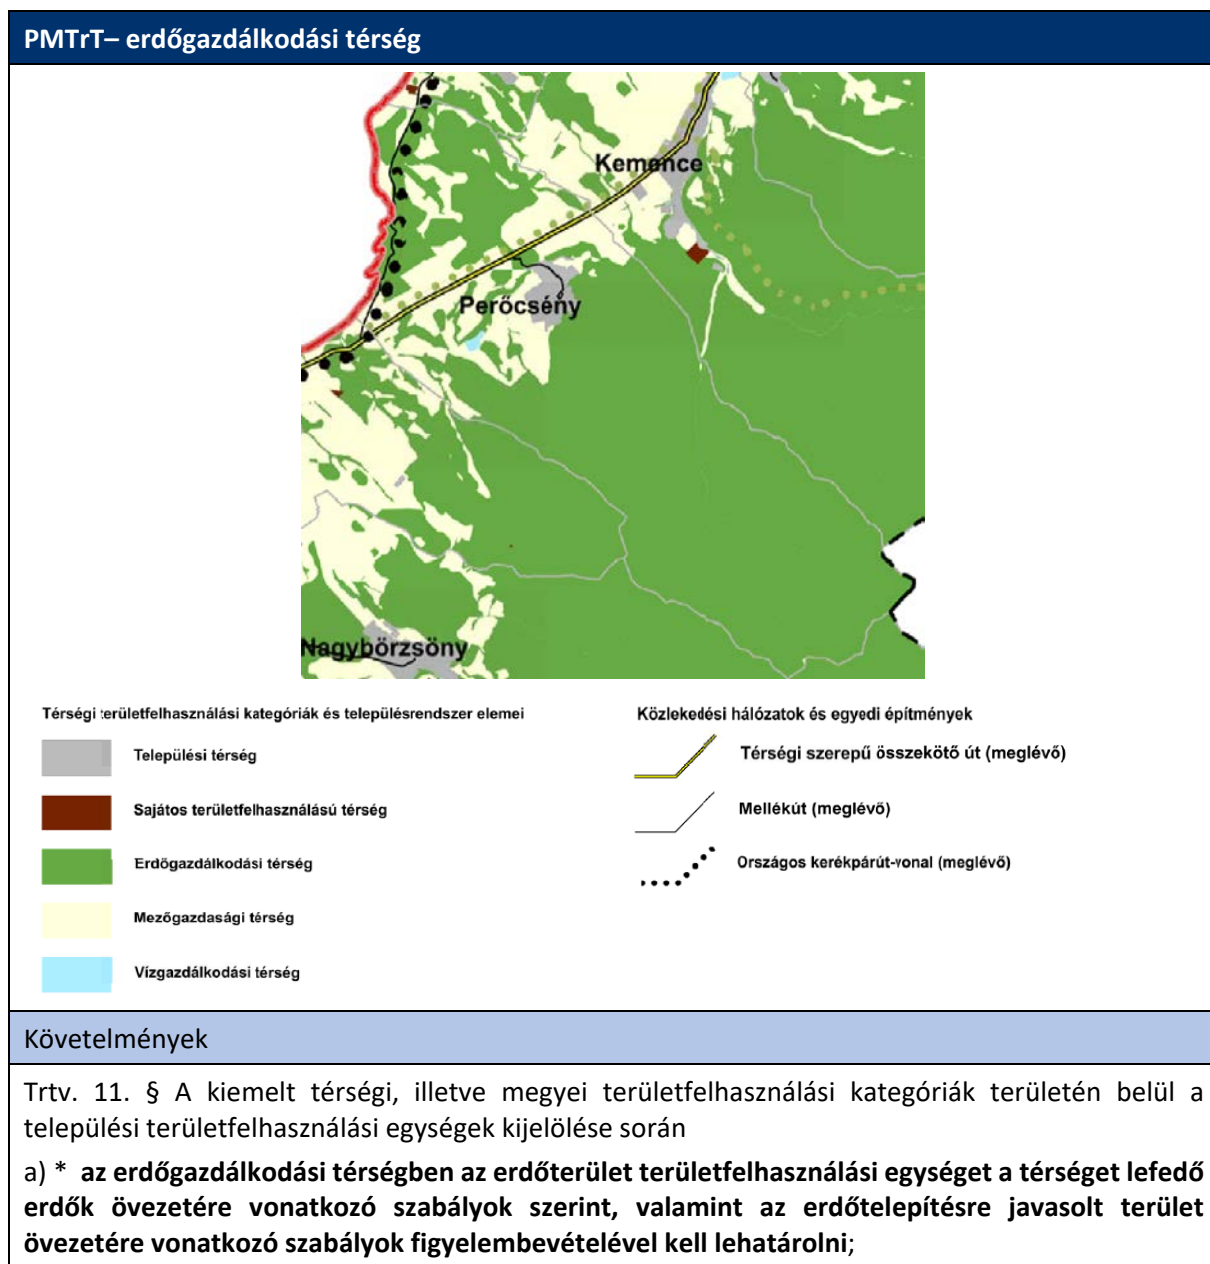 PMTrT– erdőgazdálkodási térség
Kemence
Perőcsény
Nagybörzsöny
Térségi területfelhasználási kategóriák és településrendszer elemei
Települési térség
Sajátos területfelhasználású térség
Erdőgazdálkodási térség
Mezőgazdasági térség
Vízgazdálkodási térség
Közlekedési hálózatok és egyedi építmények
Térségi szerepű összekötő út (meglévő)
Mellékút (meglévő)
Országos kerékpárút-vonal (meglévő)
Követelmények
Trtv. 11. § A kiemelt térségi, illetve megyei területfelhasználási kategóriák területén belül a
települési területfelhasználási egységek kijelölése során
a) * az erdőgazdálkodási térségben az erdőterület területfelhasználási egységet a térséget lefedő
erdők övezetére vonatkozó szabályok szerint, valamint az erdőtelepítésre javasolt terület
övezetére vonatkozó szabályok figyelembevételével kell lehatárolni;